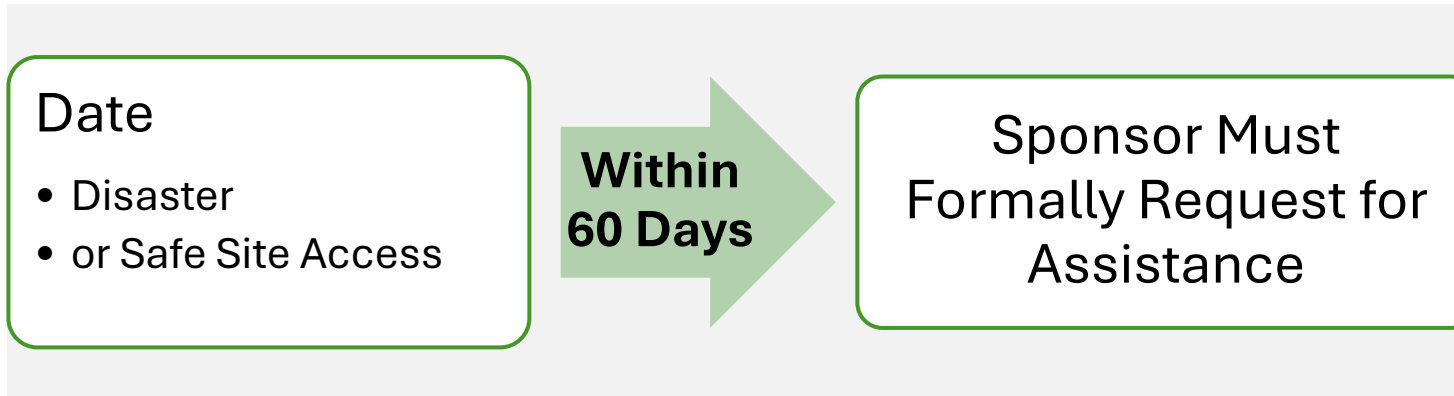 Date
• Disaster
• or Safe Site Access
Within
60 Days
Sponsor Must
Formally Request for
Assistance